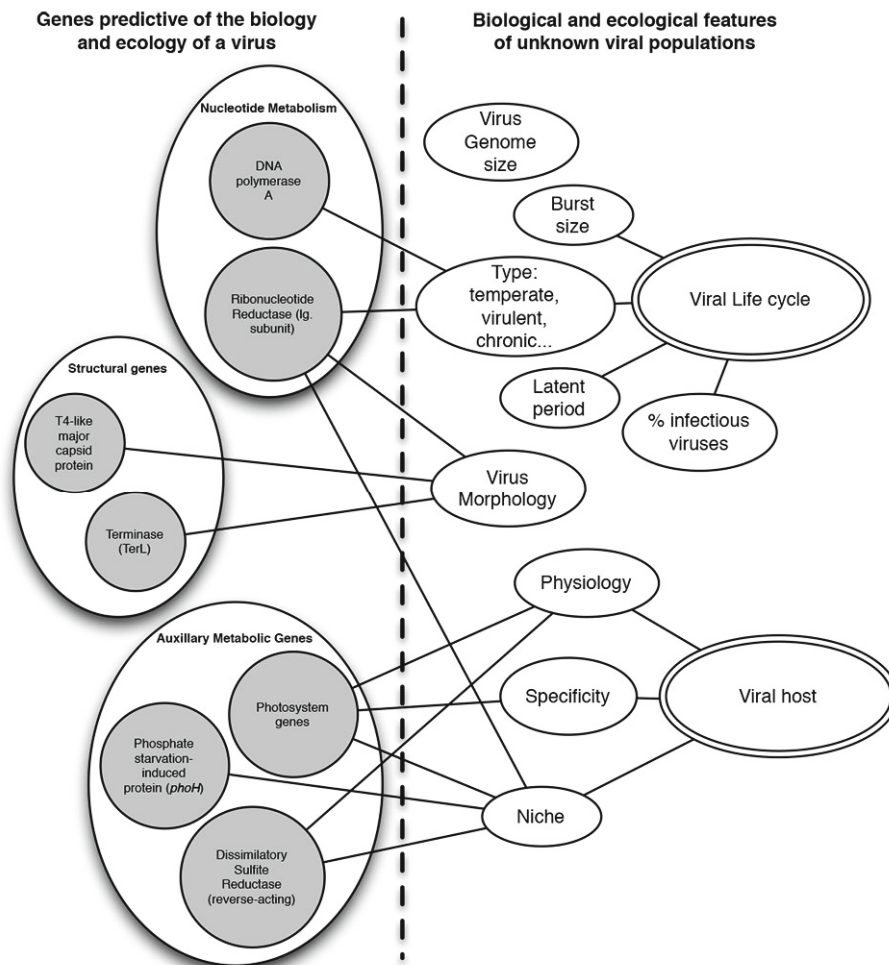 Genes predictive of the biology
and ecology of a virus
Biological and ecological features
of unknown viral populations
Nucleotide Metabolism
DNA
polymerase
A
Ribonucleotide
Reductase (lg.
subunit)
Structural genes
T4-like
major
capsid
protein
Terminase
(TerL)
Auxillary Metabolic Genes
Photosystem
genes
Phosphate
starvation-
induced
protein (phoH)
Dissimilatory
Sulfite
Reductase
(reverse-acting)
Virus
Genome
size
Burst
size
Type:
temperate,
virulent,
chronic...
Viral Life cycle
Latent
period
% infectious
viruses
Virus
Morphology
Physiology
Specificity
Viral host
Niche